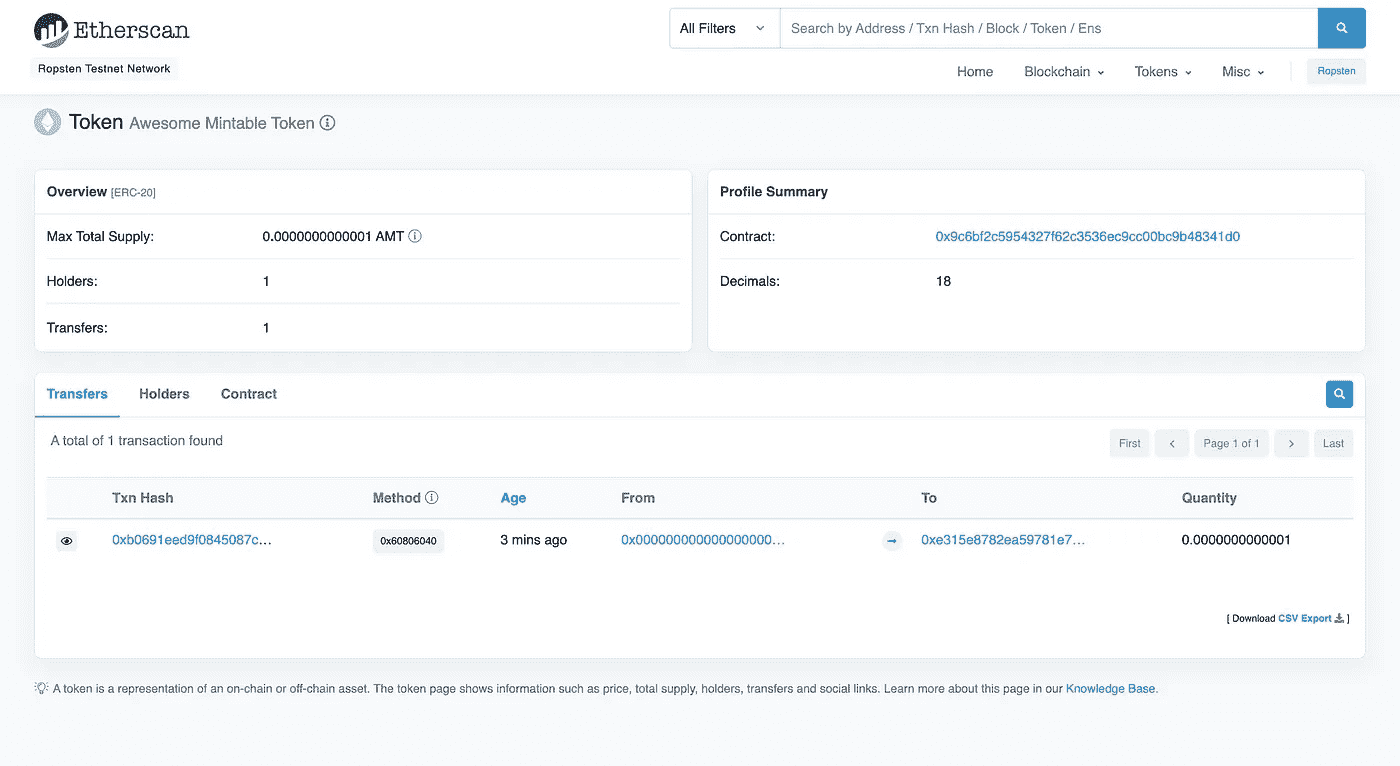 Etherscan
All Filters
Search by Address / Txn Hash / Block / Token / Ens
Ropsten Testnet Network
Home Blockchain Tokens Misc Ropsten
Token Awesome Mintable Token
Overview [ERC-20]
Max Total Supply: 0.0000000000001 AMT
Holders: 1
Transfers: 1
Profile Summary
Contract: 0x9c6bf2c5954327f62c3536ec9cc00bc9b48341d0
Decimals: 18
Transfers Holders Contract
A total of 1 transaction found
First < Page 1 of 1 > Last
Txn Hash Method Age From To Quantity
0xb0691eed9f0845087c... 0x60806040 3 mins ago 0x000000000000000000... 0xe315e8782ea59781e7... 0.0000000000001
[ Download CSV Export ]
A token is a representation of an on-chain or off-chain asset. The token page shows information such as price, total supply, holders, transfers and social links. Learn more about this page in our Knowledge Base.